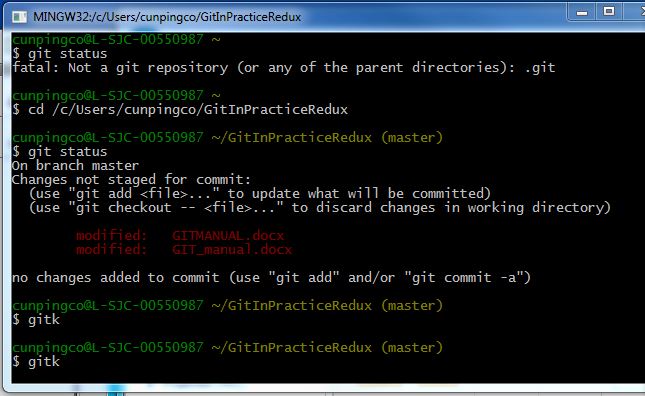 MINGW32:/c/Users/cunpingco/GitInPracticeRedux
cunpingco@L-SJC-00550987 ~
$ git status
fatal: Not a git repository (or any of the parent directories): .git
cunpingco@L-SJC-00550987 ~
$ cd /c/Users/cunpingco/GitInPracticeRedux
cunpingco@L-SJC-00550987 ~/GitInPracticeRedux (master)
$ git status
On branch master
Changes not staged for commit:
(use "git add <file>..." to update what will be committed)
(use "git checkout -- <file>..." to discard changes in working directory)
modified: GITMANUAL.docx
modified: GIT_manual.docx
no changes added to commit (use "git add" and/or "git commit -a")
cunpingco@L-SJC-00550987 ~/GitInPracticeRedux (master)
$ gitk
cunpingco@L-SJC-00550987 ~/GitInPracticeRedux (master)
$ gitk